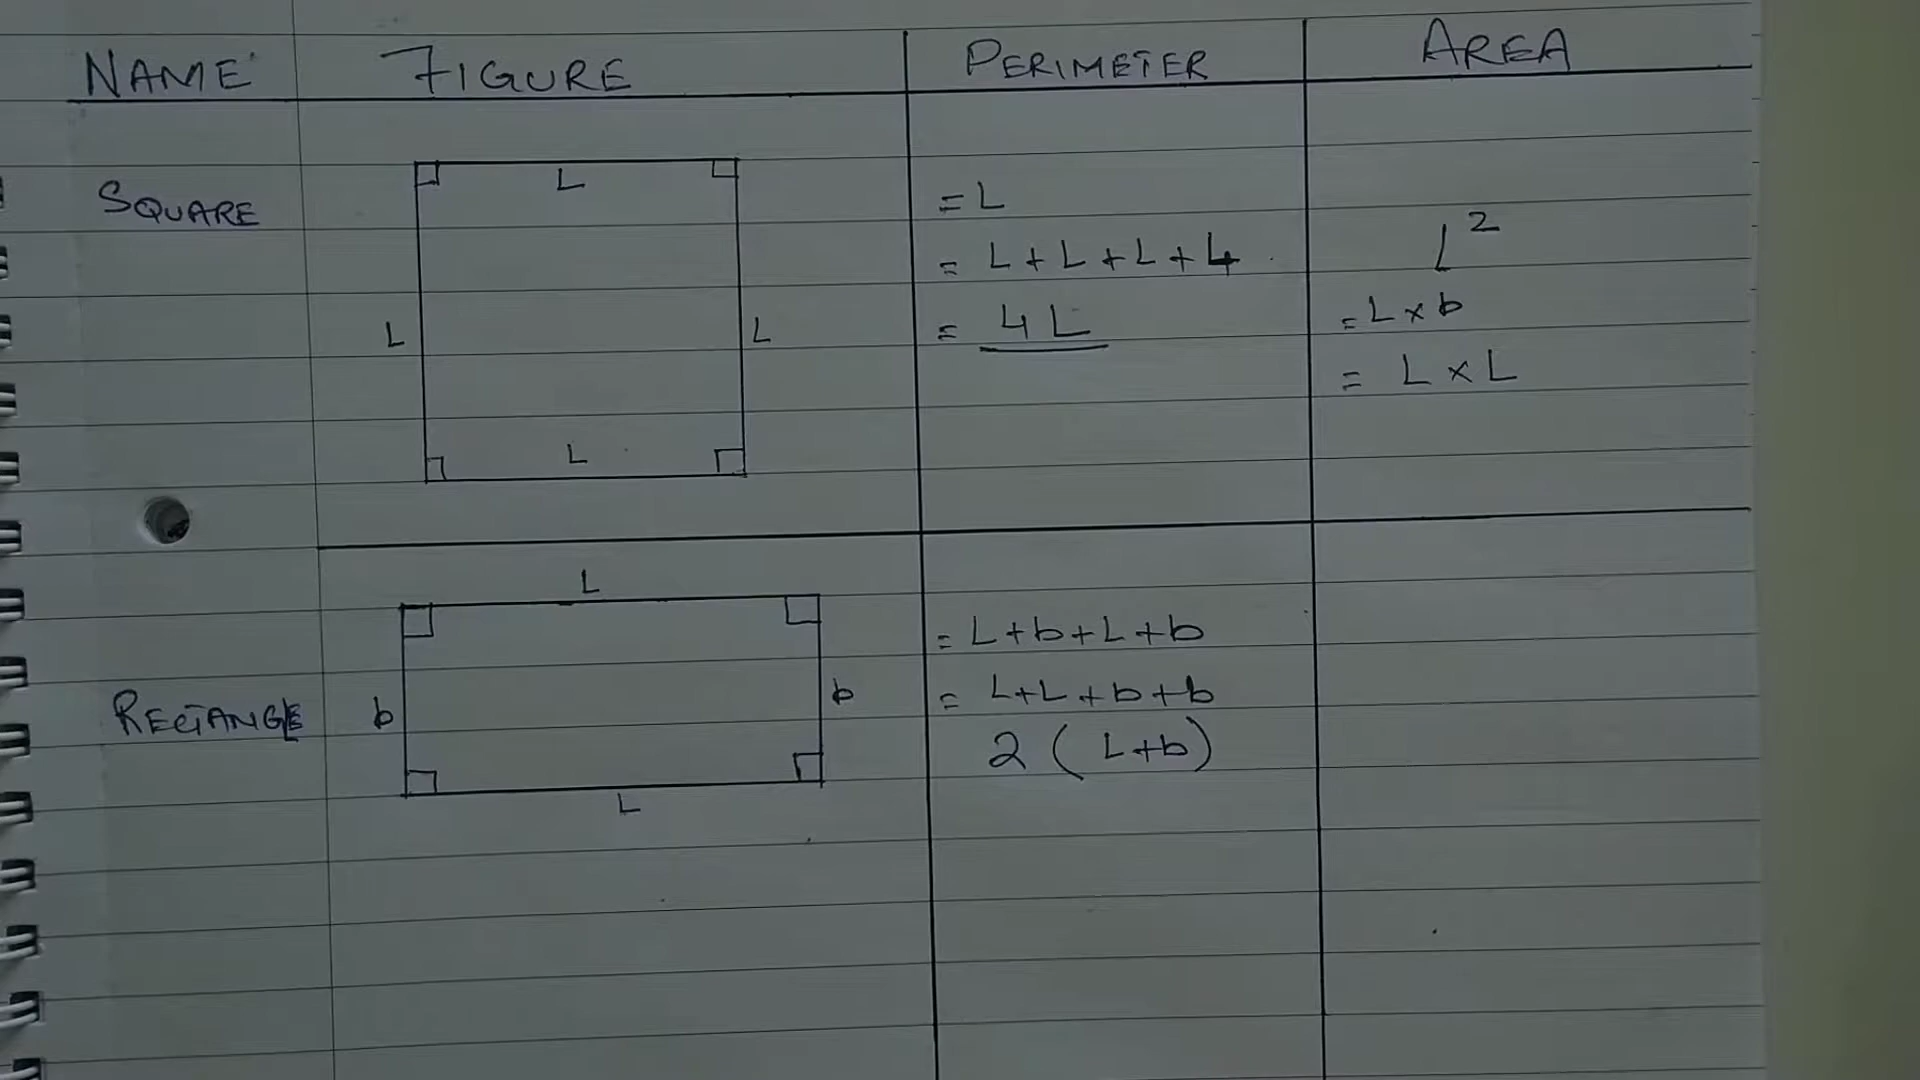 NAME FIGURE PERIMETER AREA
SQUARE
L
L
L
L
= L
= L+L+L+L
= 4L
L²
= L×b
= L×L
RECTANGLE
L
b
b
L
= L+b+L+b
= L+L+b+b
2(L+b)